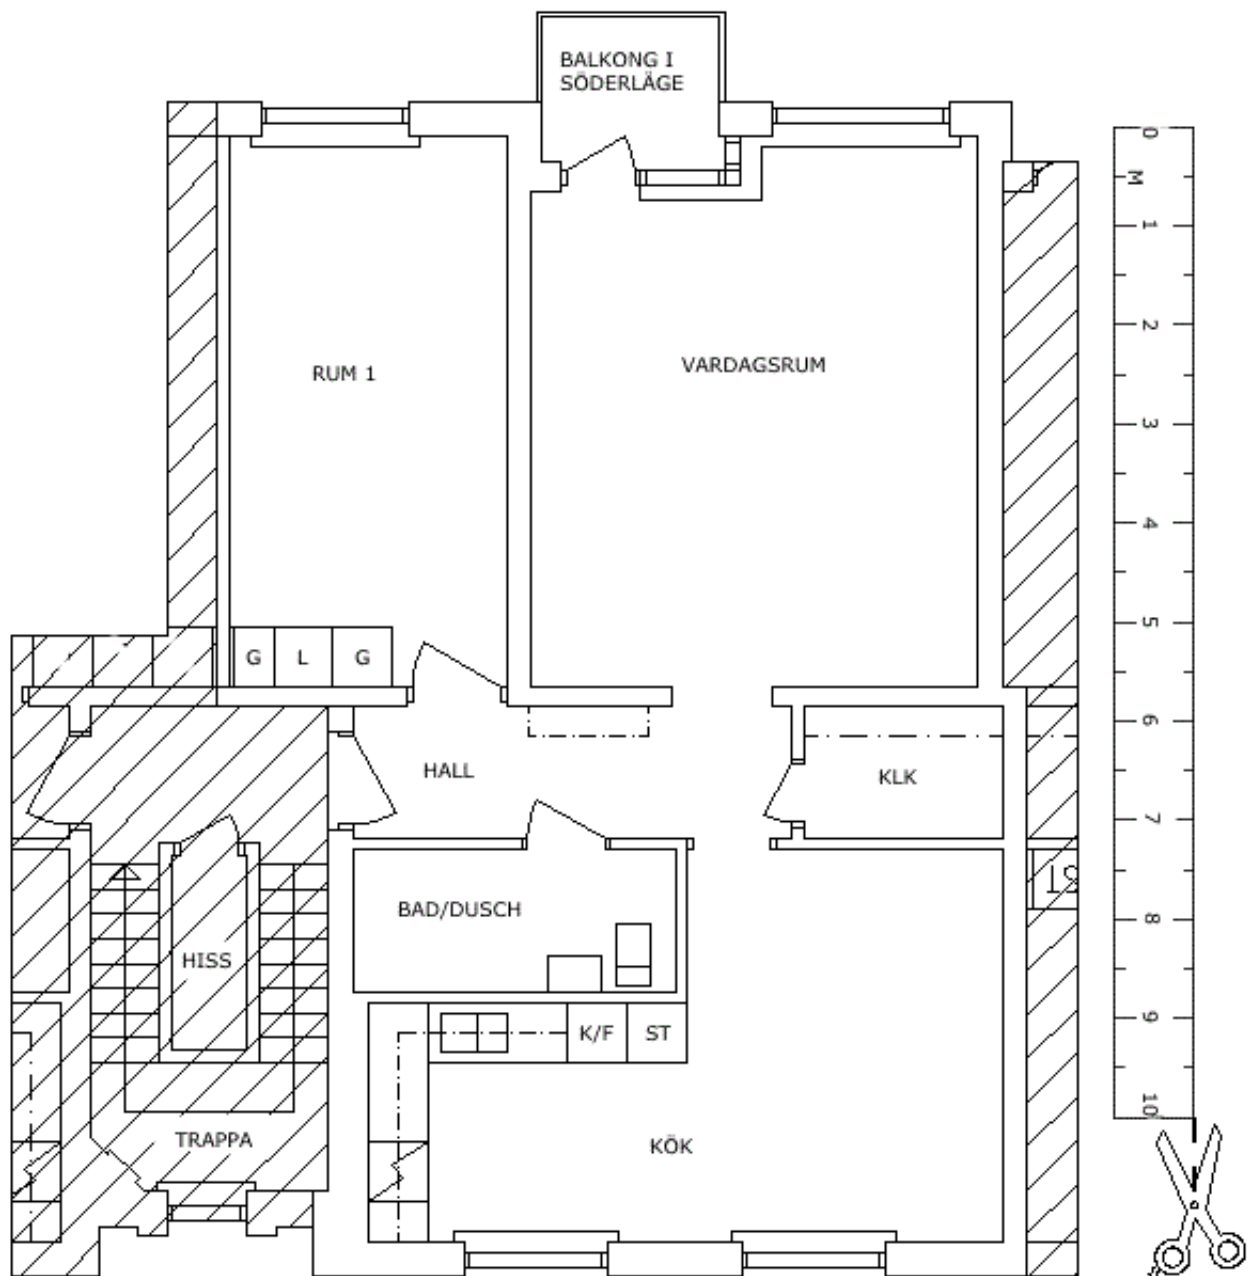 BALKONG I
SÖDERLÄGE
0
M
1
2
3
4
5
6
7
8
9
10
RUM 1
VARDAGSRUM
G
L
G
HALL
KLK
BAD/DUSCH
HISS
K/F
ST
TRAPPA
KÖK